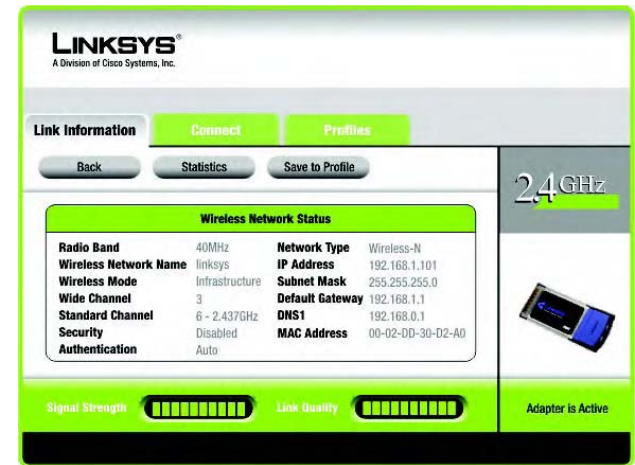 LINKSYS®
A Division of Cisco Systems, Inc.
Link Information Connect Profiles
Back Statistics Save to Profile
2.4GHz
Wireless Network Status
Radio Band 40MHz Network Type Wireless-N
Wireless Network Name linksys IP Address 192.168.1.101
Wireless Mode Infrastructure Subnet Mask 255.255.255.0
Wide Channel 3 Default Gateway 192.168.1.1
Standard Channel 6 - 2.437GHz DNS1 192.168.0.1
Security Disabled MAC Address 00-02-DD-30-D2-A0
Authentication Auto
Signal Strength Link Quality Adapter is Active